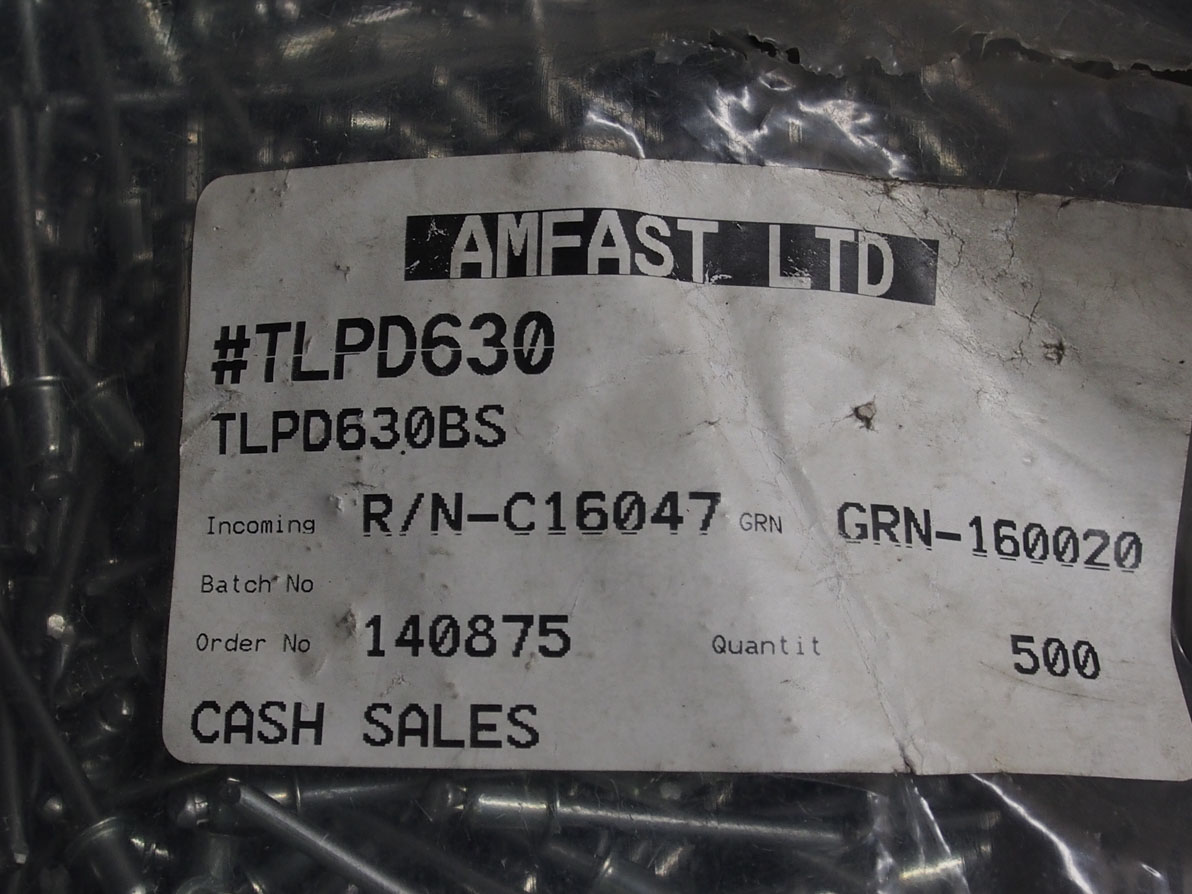 AMFAST LTD
#TLPD630
TLPD630BS
Incoming R/N-C16047 GRN GRN-160020
Batch No
Order No 140875 Quantit 500
CASH SALES